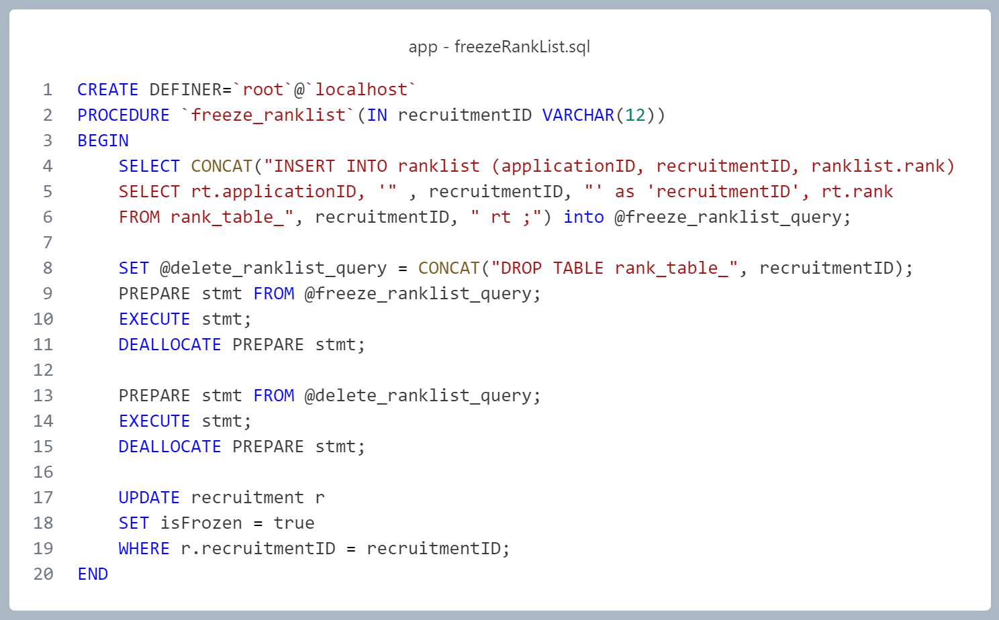 app - freezeRankList.sql
1 CREATE DEFINER=`root`@`localhost`
2 PROCEDURE `freeze_ranklist`(IN recruitmentID VARCHAR(12))
3 BEGIN
4     SELECT CONCAT("INSERT INTO ranklist (applicationID, recruitmentID, ranklist.rank)
5     SELECT rt.applicationID, '" , recruitmentID, "' as 'recruitmentID', rt.rank
6     FROM rank_table_", recruitmentID, " rt ;") into @freeze_ranklist_query;
7
8     SET @delete_ranklist_query = CONCAT("DROP TABLE rank_table_", recruitmentID);
9     PREPARE stmt FROM @freeze_ranklist_query;
10     EXECUTE stmt;
11     DEALLOCATE PREPARE stmt;
12
13     PREPARE stmt FROM @delete_ranklist_query;
14     EXECUTE stmt;
15     DEALLOCATE PREPARE stmt;
16
17     UPDATE recruitment r
18     SET isFrozen = true
19     WHERE r.recruitmentID = recruitmentID;
20 END